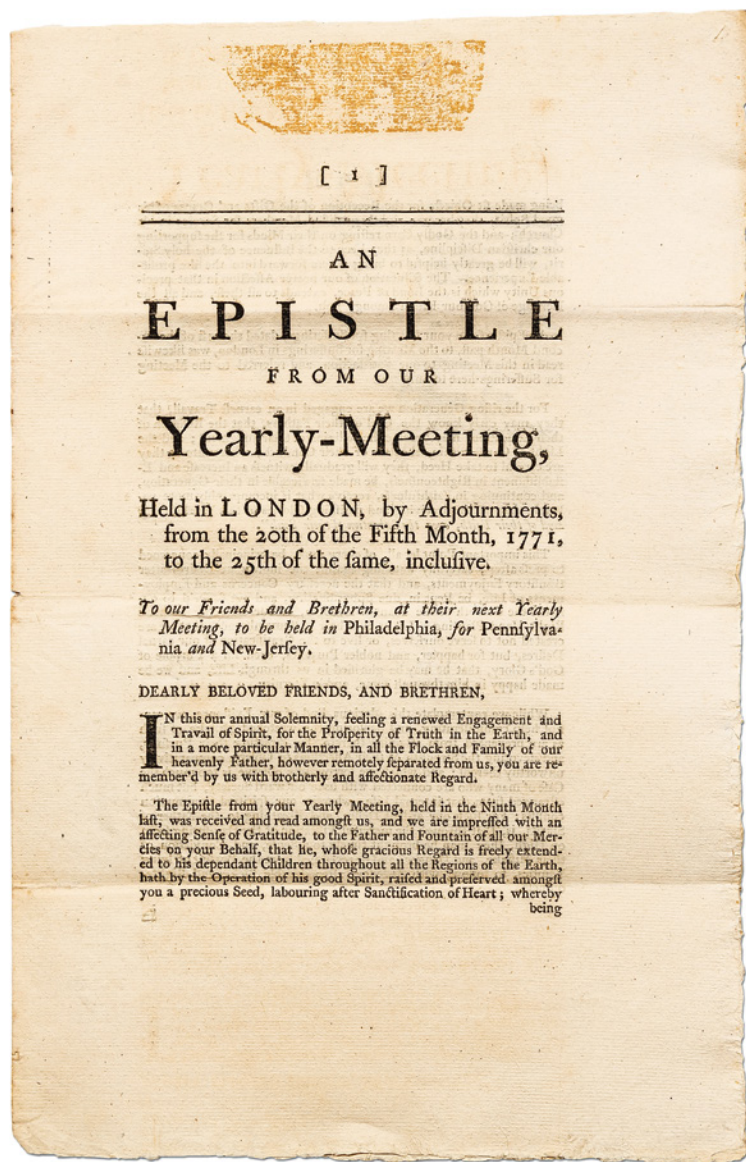 [ 1 ]
AN
EPISTLE
FROM OUR
Yearly-Meeting,
Held in LONDON, by Adjournments,
from the 20th of the Fifth Month, 1771,
to the 25th of the ſame, incluſive.
To our Friends and Brethren, at their next Yearly
Meeting, to be held in Philadelphia, for Pennſylva-
nia and New-Jerſey.
DEARLY BELOVED FRIENDS, AND BRETHREN,
IN this our annual Solemnity, feeling a renewed Engagement and
Travail of Spirit, for the Proſperity of Truth in the Earth, and
in a more particular Manner, in all the Flock and Family of our
heavenly Father, however remotely ſeparated from us, you are re-
member'd by us with brotherly and affectionate Regard.
The Epiſtle from your Yearly Meeting, held in the Ninth Month
laſt, was received and read amongſt us, and we are impreſſed with an
affecting Senſe of Gratitude, to the Father and Fountain of all our Mer-
cies on your Behalf, that he, whoſe gracious Regard is freely extend-
ed to his dependant Children throughout all the Regions of the Earth,
hath by the Operation of his good Spirit, raiſed and preſerved amongſt
you a precious Seed, labouring after Sanctification of Heart; whereby
being